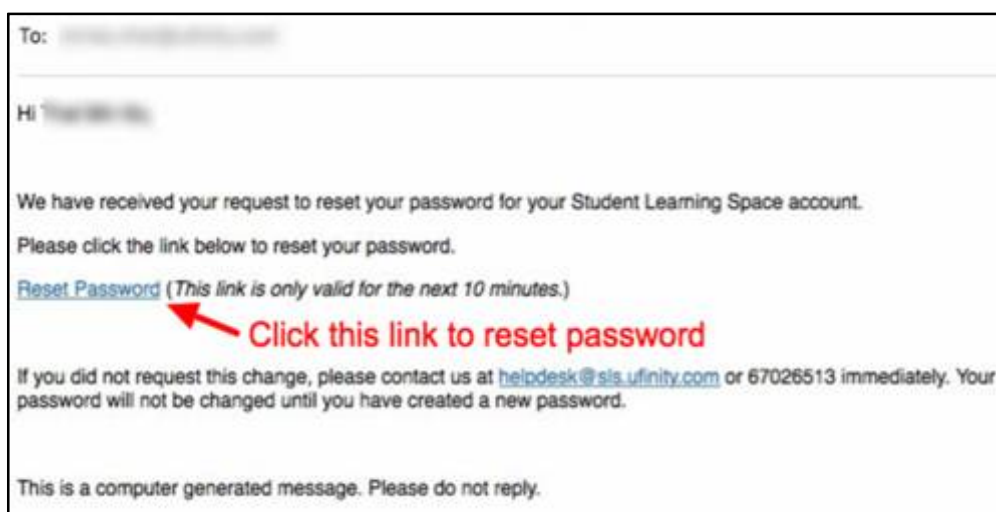 To:
Hi
We have received your request to reset your password for your Student Learning Space account.
Please click the link below to reset your password.
Reset Password (This link is only valid for the next 10 minutes.)
Click this link to reset password
If you did not request this change, please contact us at helpdesk@sls.ufinity.com or 67026513 immediately. Your
password will not be changed until you have created a new password.
This is a computer generated message. Please do not reply.